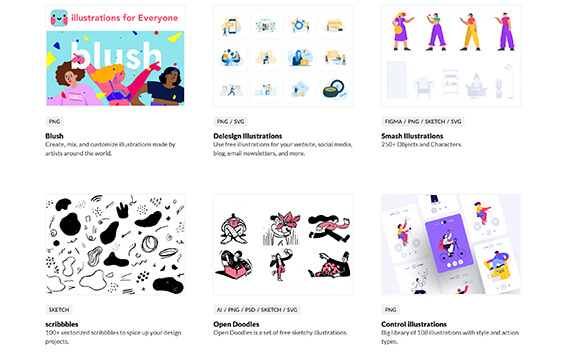 illustrations for Everyone
blush
PNG
Blush
Create, mix, and customize illustrations made by
artists around the world.
PNG / SVG
Delesign Illustrations
Use free illustrations for your website, social media,
blog, email newsletters, and more.
FIGMA / PNG / SKETCH / SVG
Smash Illustrations
250+ Objects and Characters.
SKETCH
scribbbles
100+ vectorized scribbles to spice up your design
projects.
AI / PNG / PSD / SKETCH / SVG
Open Doodles
Open Doodles is a set of free sketchy illustrations.
PNG
Control illustrations
Big library of 108 illustrations with style and action
types.